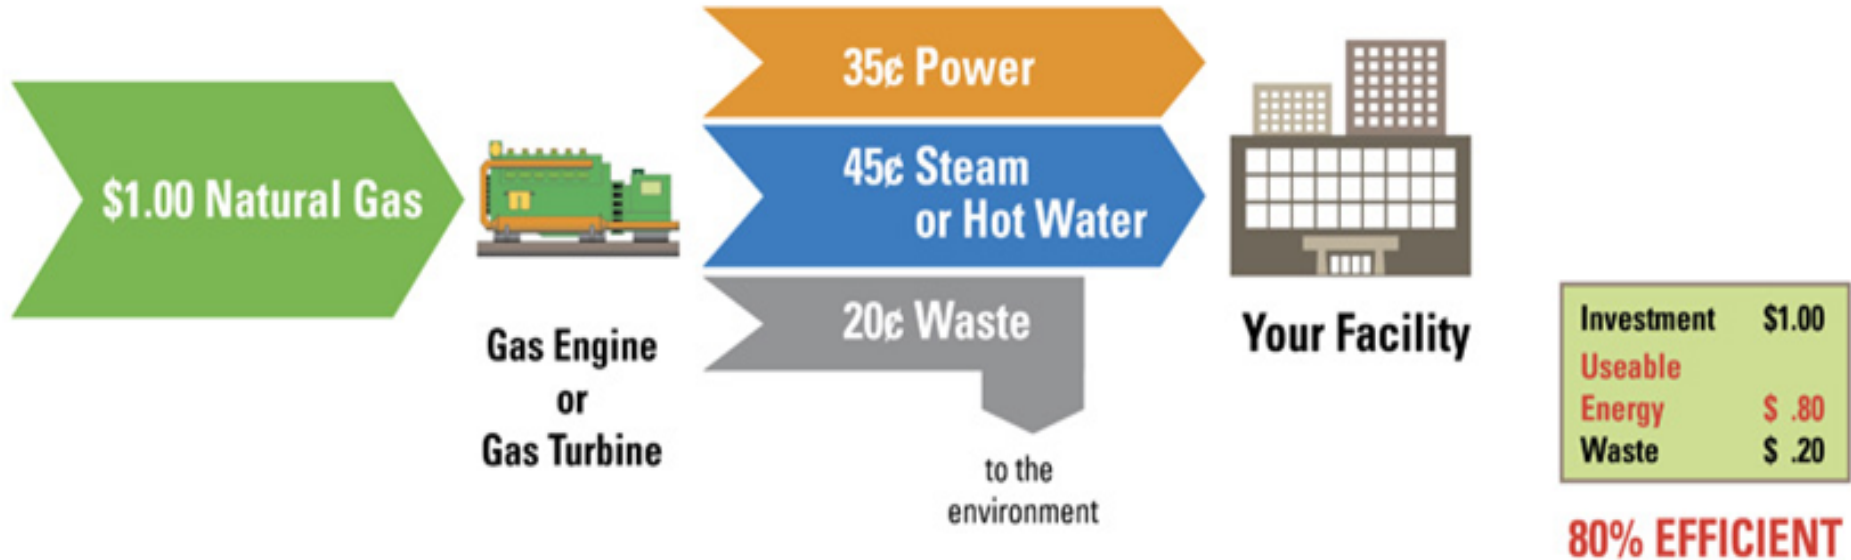 $1.00 Natural Gas
Gas Engine
or
Gas Turbine
35¢ Power
45¢ Steam
or Hot Water
20¢ Waste
to the
environment
Your Facility
Investment $1.00
Useable
Energy $ .80
Waste $ .20
80% EFFICIENT